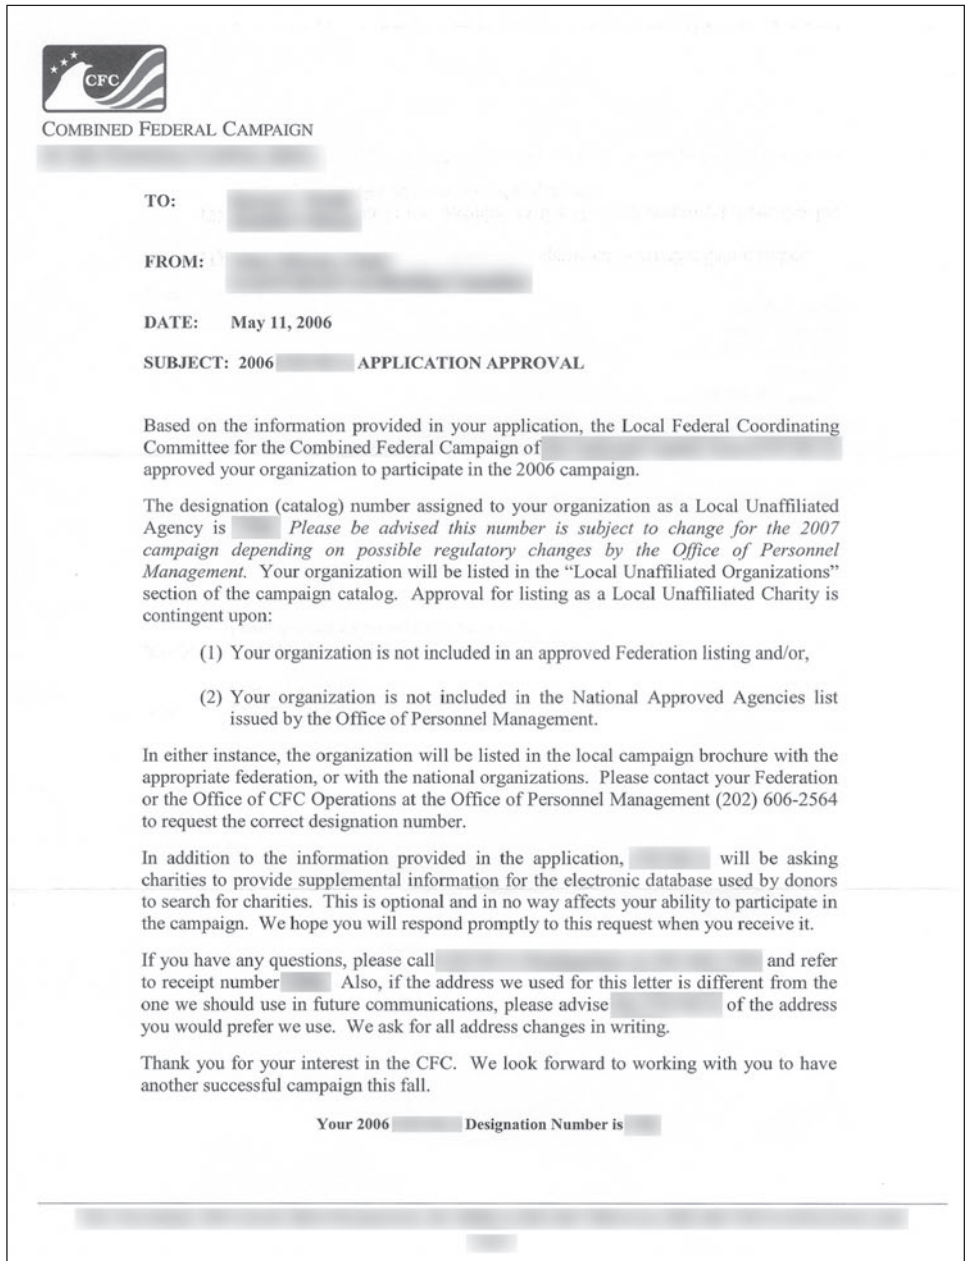 CFC
COMBINED FEDERAL CAMPAIGN
TO:
FROM:
DATE: May 11, 2006
SUBJECT: 2006 APPLICATION APPROVAL
Based on the information provided in your application, the Local Federal Coordinating
Committee for the Combined Federal Campaign of
approved your organization to participate in the 2006 campaign.
The designation (catalog) number assigned to your organization as a Local Unaffiliated
Agency is Please be advised this number is subject to change for the 2007
campaign depending on possible regulatory changes by the Office of Personnel
Management. Your organization will be listed in the “Local Unaffiliated Organizations”
section of the campaign catalog. Approval for listing as a Local Unaffiliated Charity is
contingent upon:
(1) Your organization is not included in an approved Federation listing and/or,
(2) Your organization is not included in the National Approved Agencies list
issued by the Office of Personnel Management.
In either instance, the organization will be listed in the local campaign brochure with the
appropriate federation, or with the national organizations. Please contact your Federation
or the Office of CFC Operations at the Office of Personnel Management (202) 606-2564
to request the correct designation number.
In addition to the information provided in the application, will be asking
charities to provide supplemental information for the electronic database used by donors
to search for charities. This is optional and in no way affects your ability to participate in
the campaign. We hope you will respond promptly to this request when you receive it.
If you have any questions, please call and refer
to receipt number Also, if the address we used for this letter is different from the
one we should use in future communications, please advise of the address
you would prefer we use. We ask for all address changes in writing.
Thank you for your interest in the CFC. We look forward to working with you to have
another successful campaign this fall.
Your 2006 Designation Number is